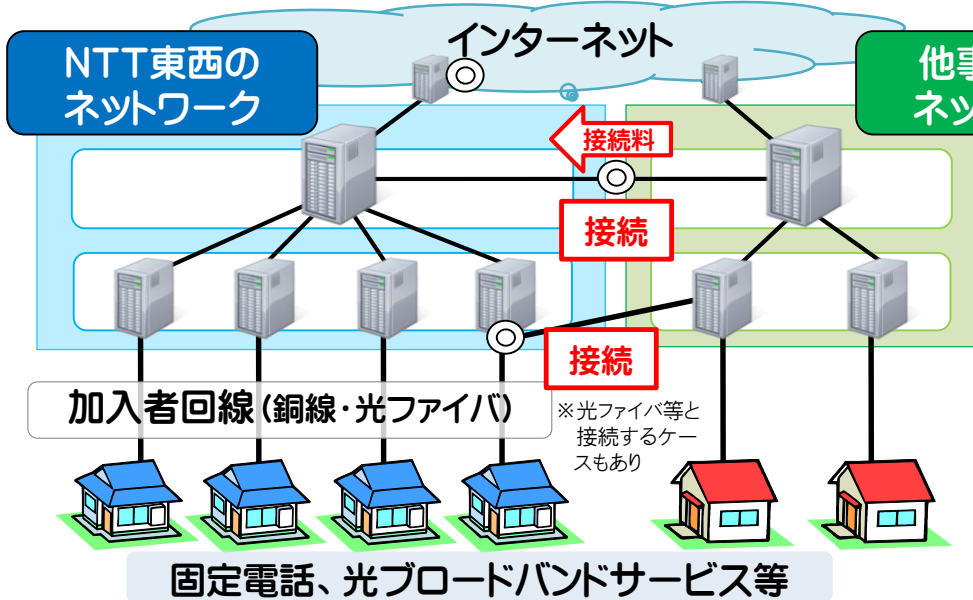 インターネット
NTT東西の
ネットワーク
他事
ネッ
接続料
接続
接続
加入者回線(銅線・光ファイバ)
※光ファイバ等と
接続するケー
スもあり
固定電話、光ブロードバンドサービス等